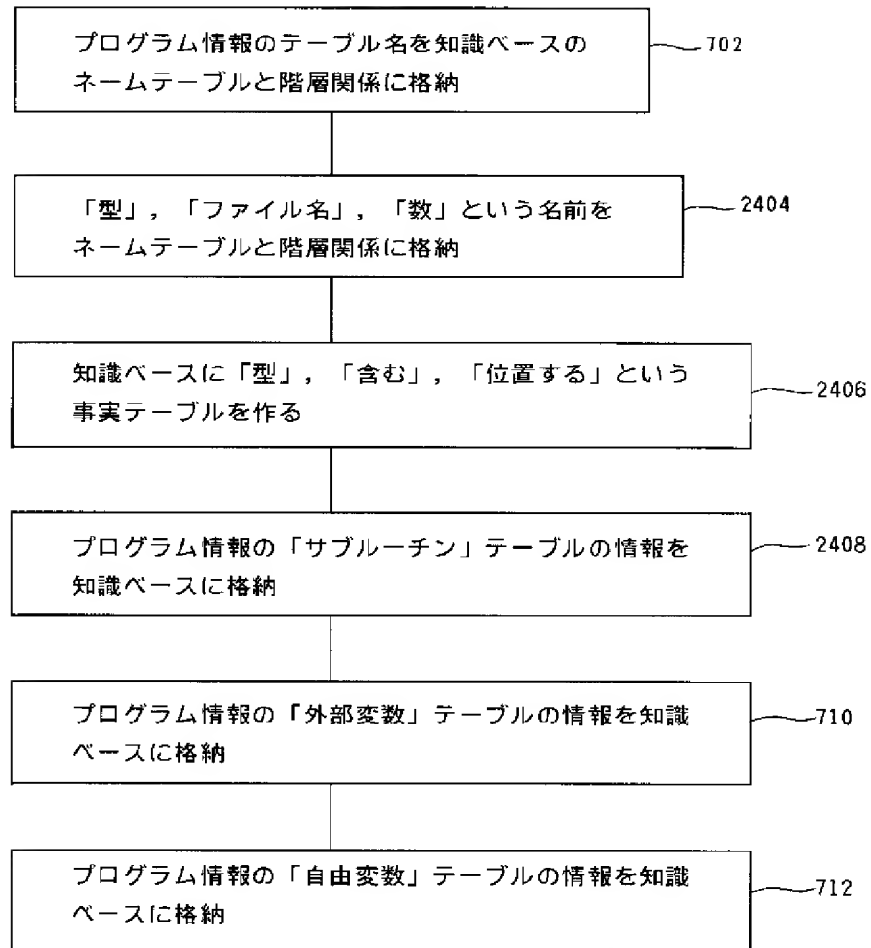 プログラム情報のテーブル名を知識ベースの
ネームテーブルと階層関係に格納
702
「型」，「ファイル名」，「数」という名前を
ネームテーブルと階層関係に格納
2404
知識ベースに「型」，「含む」，「位置する」という
事実テーブルを作る
2406
プログラム情報の「サブルーチン」テーブルの情報を
知識ベースに格納
2408
プログラム情報の「外部変数」テーブルの情報を知識
ベースに格納
710
プログラム情報の「自由変数」テーブルの情報を知識
ベースに格納
712